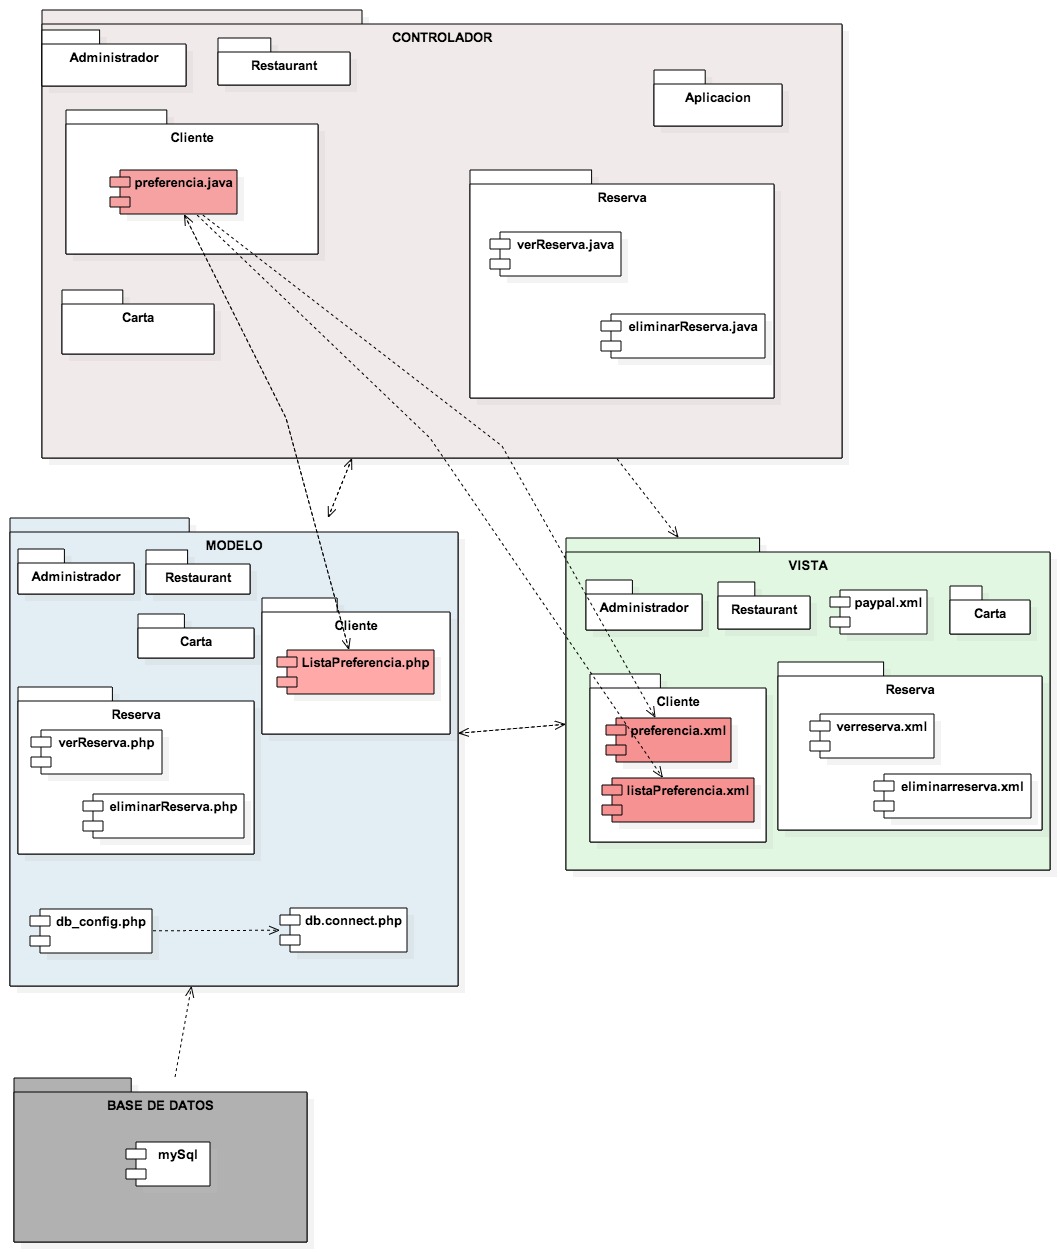 CONTROLADOR
Administrador
Restaurant
Aplicacion
Cliente
preferencia.java
Reserva
verReserva.java
eliminarReserva.java
Carta
MODELO
Administrador
Restaurant
Carta
Cliente
ListaPreferencia.php
Reserva
verReserva.php
eliminarReserva.php
db_config.php
db.connect.php
VISTA
Administrador
Restaurant
paypal.xml
Carta
Cliente
preferencia.xml
listaPreferencia.xml
Reserva
verreserva.xml
eliminarreserva.xml
BASE DE DATOS
mySql